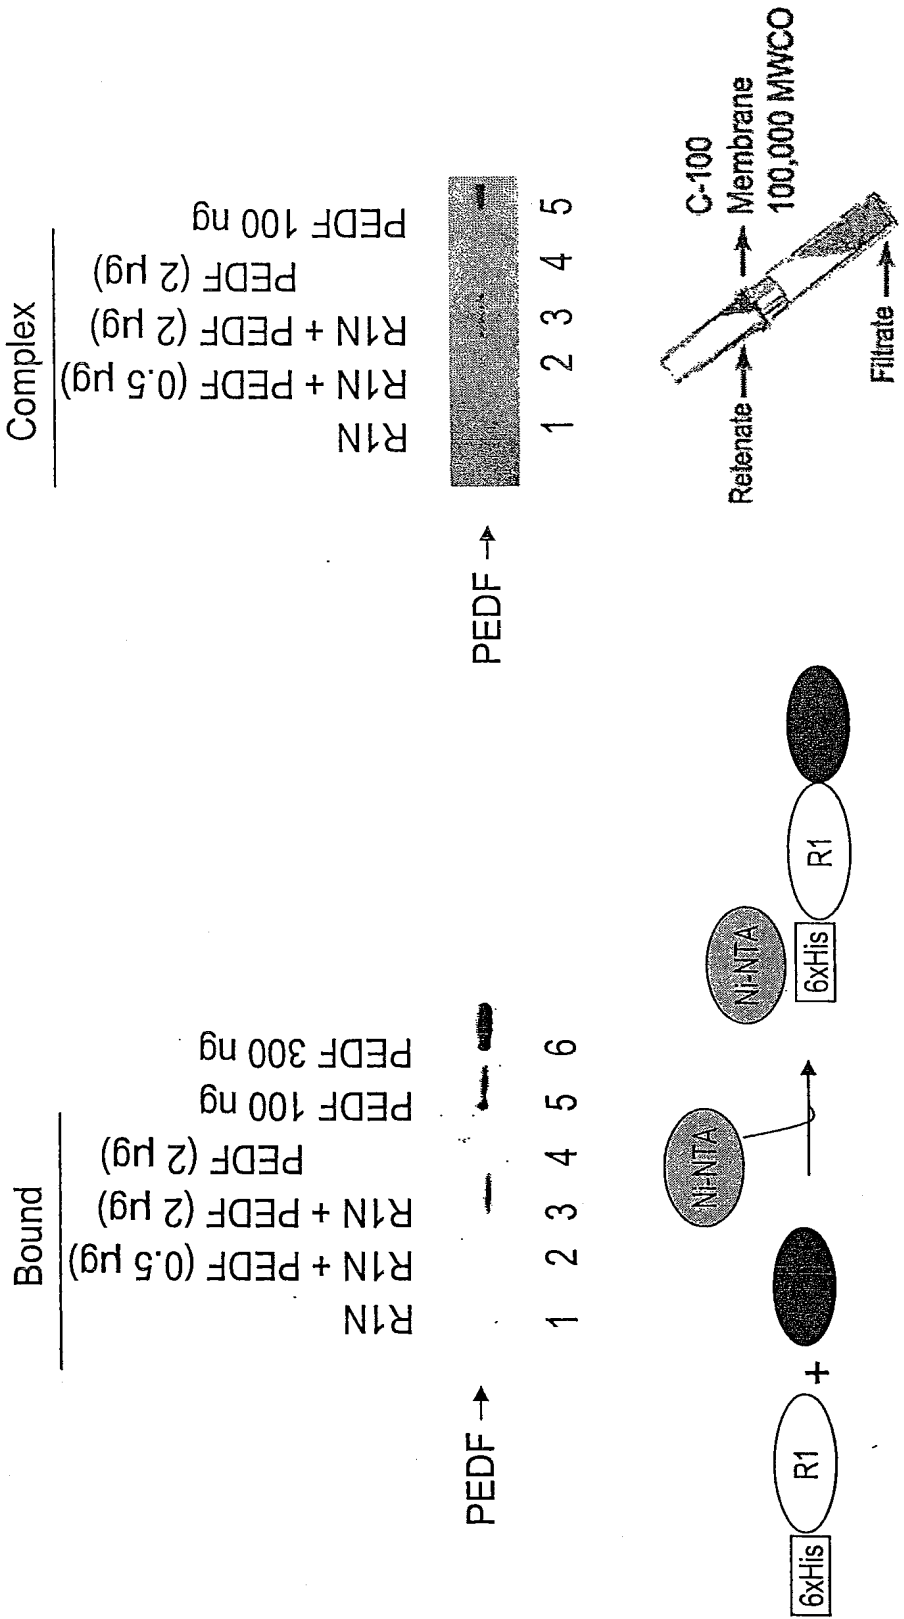 Bound
R1N
R1N + PEDF (0.5 µg)
R1N + PEDF (2 µg)
PEDF (2 µg)
PEDF 100 ng
PEDF 300 ng
PEDF →
1 2 3 4 5 6
6xHis
R1
+
Ni-NTA
Ni-NTA
6xHis
R1
Complex
R1N
R1N + PEDF (0.5 µg)
R1N + PEDF (2 µg)
PEDF (2 µg)
PEDF 100 ng
PEDF →
1 2 3 4 5
Retenate
C-100
Membrane
100,000 MWCO
Filtrate